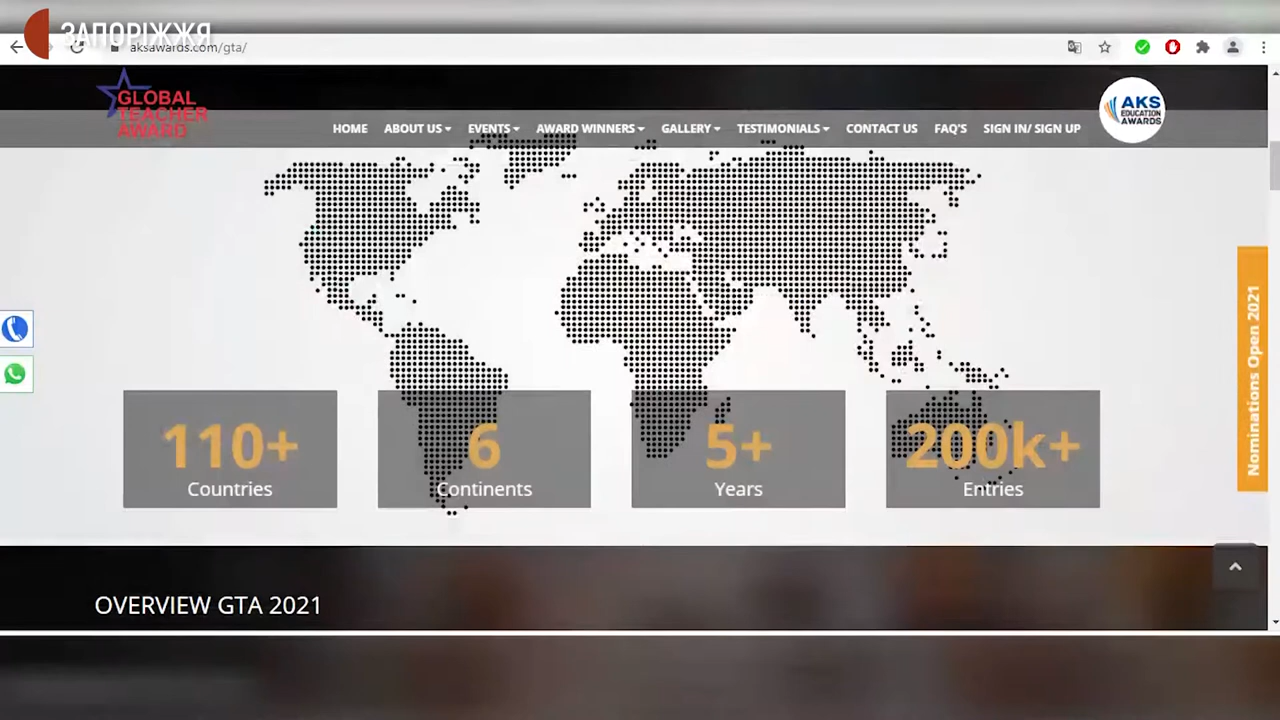 ЗАПОРІЖЖЯ
aksawards.com/gta/
GLOBAL
TEACHER
AWARD
HOME ABOUT US EVENTS AWARD WINNERS GALLERY TESTIMONIALS CONTACT US FAQ'S SIGN IN/ SIGN UP
AKS
EDUCATION
AWARDS
Nominations Open 2021
110+
Countries
6
Continents
5+
Years
200k+
Entries
OVERVIEW GTA 2021